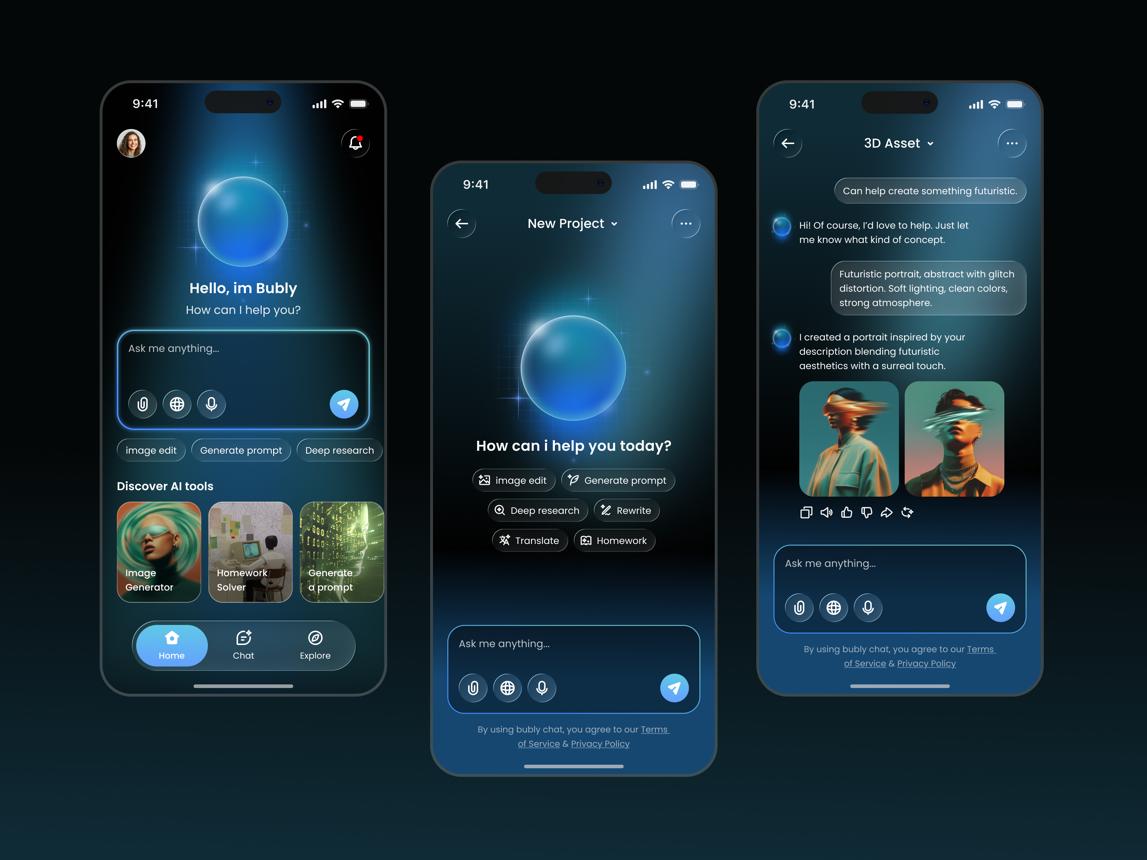 9:41
Hello, im Bubly
How can I help you?
Ask me anything...
image edit
Generate prompt
Deep research
Discover AI tools
Image
Generator
Homework
Solver
Generate
a prompt
Home
Chat
Explore
9:41
New Project
How can i help you today?
image edit
Generate prompt
Deep research
Rewrite
Translate
Homework
Ask me anything...
By using bubly chat, you agree to our Terms
of Service & Privacy Policy
9:41
3D Asset
Can help create something futuristic.
Hi! Of course, I'd love to help. Just let
me know what kind of concept.
Futuristic portrait, abstract with glitch
distortion. Soft lighting, clean colors,
strong atmosphere.
I created a portrait inspired by your
description blending futuristic
aesthetics with a surreal touch.
Ask me anything...
By using bubly chat, you agree to our Terms
of Service & Privacy Policy